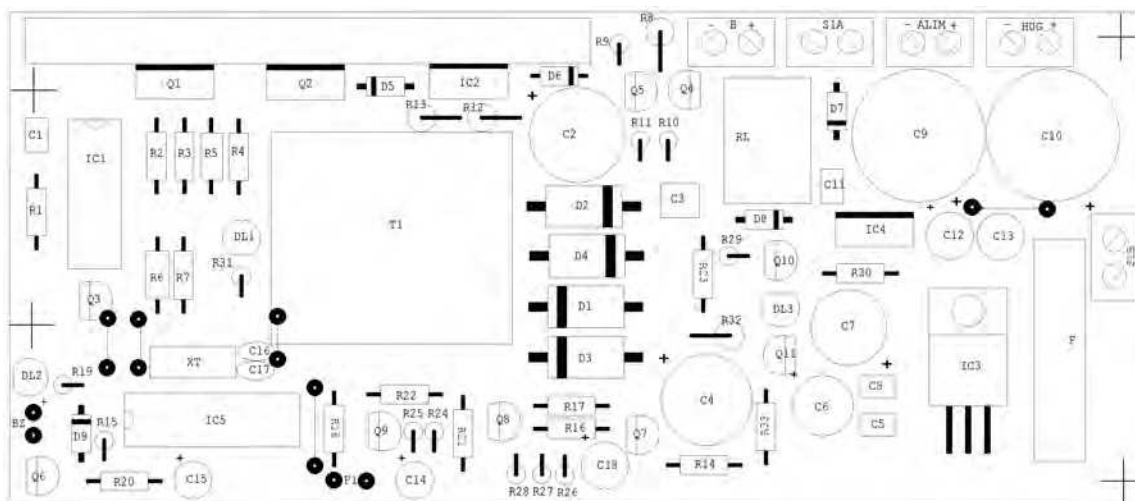 R8
- B +
S1A
- ALIM +
- HDG +
R9
Q1
Q2
D5
IC2
D6
Q5
Q4
D7
R13
R12
C1
IC1
R2
R3
R5
R4
C2
R11
R10
RL
C9
C10
R1
T1
D2
C3
C11
DL1
D8
IC4
C12
C13
R31
R6
R7
D4
R23
R29
Q10
R30
S1B
Q3
D1
DL3
C7
R32
F
XT
C16
C17
D3
Q11
IC3
DL2
R19
R22
C4
C8
BZ
D9
R15
IC5
R18
Q9
R25
R24
R21
Q8
R17
R16
Q7
R33
C6
C5
Q6
R20
C15
P1
C14
R28
R27
R26
C18
R14